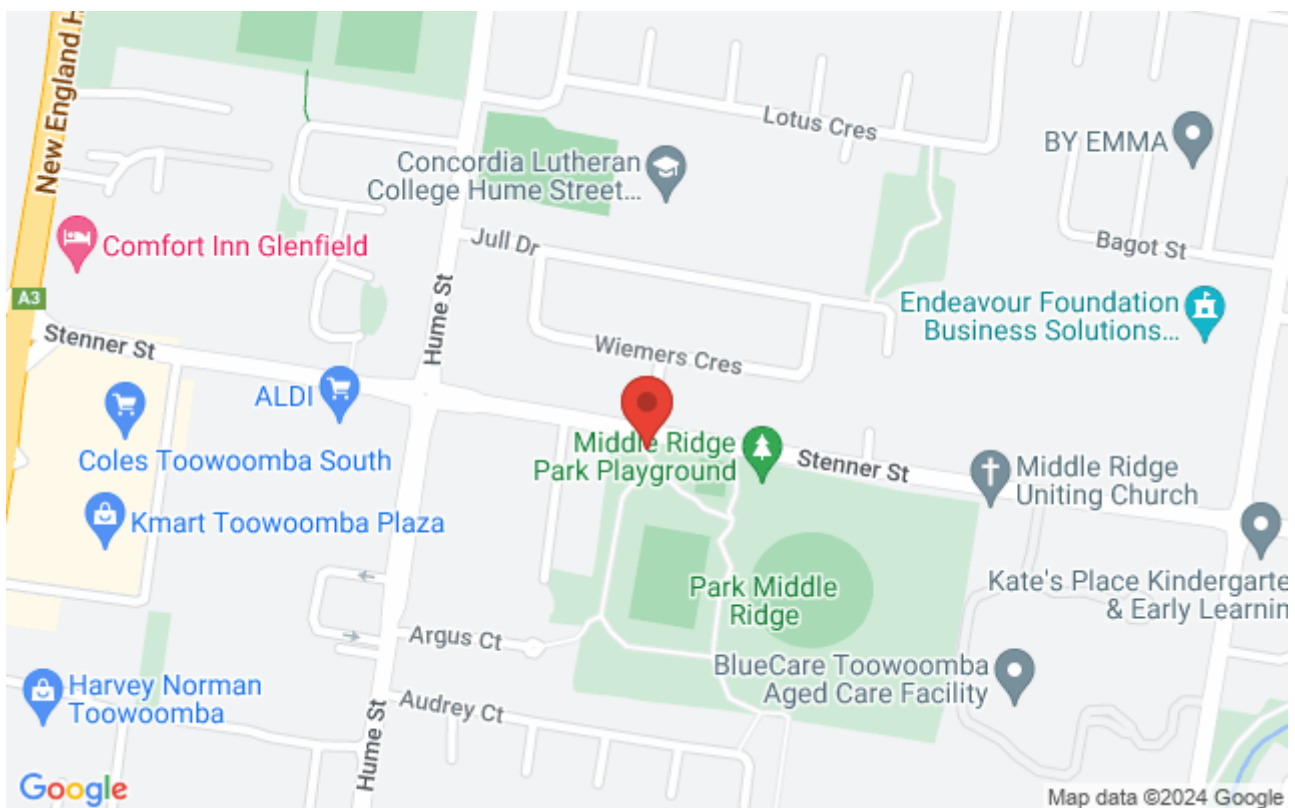 New England H
Lotus Cres
BY EMMA
Concordia Lutheran
College Hume Street...
Jull Dr
Bagot St
Comfort Inn Glenfield
A3
Hume St
Endeavour Foundation
Business Solutions...
Stenner St
Wiemers Cres
ALDI
Middle Ridge
Park Playground
Stenner St
Coles Toowoomba South
Middle Ridge
Uniting Church
Kmart Toowoomba Plaza
Park Middle
Ridge
Kate's Place Kindergarte
& Early Learnin
Argus Ct
BlueCare Toowoomba
Aged Care Facility
Harvey Norman
Toowoomba
Audrey Ct
Hume St
Google
Map data ©2024 Google